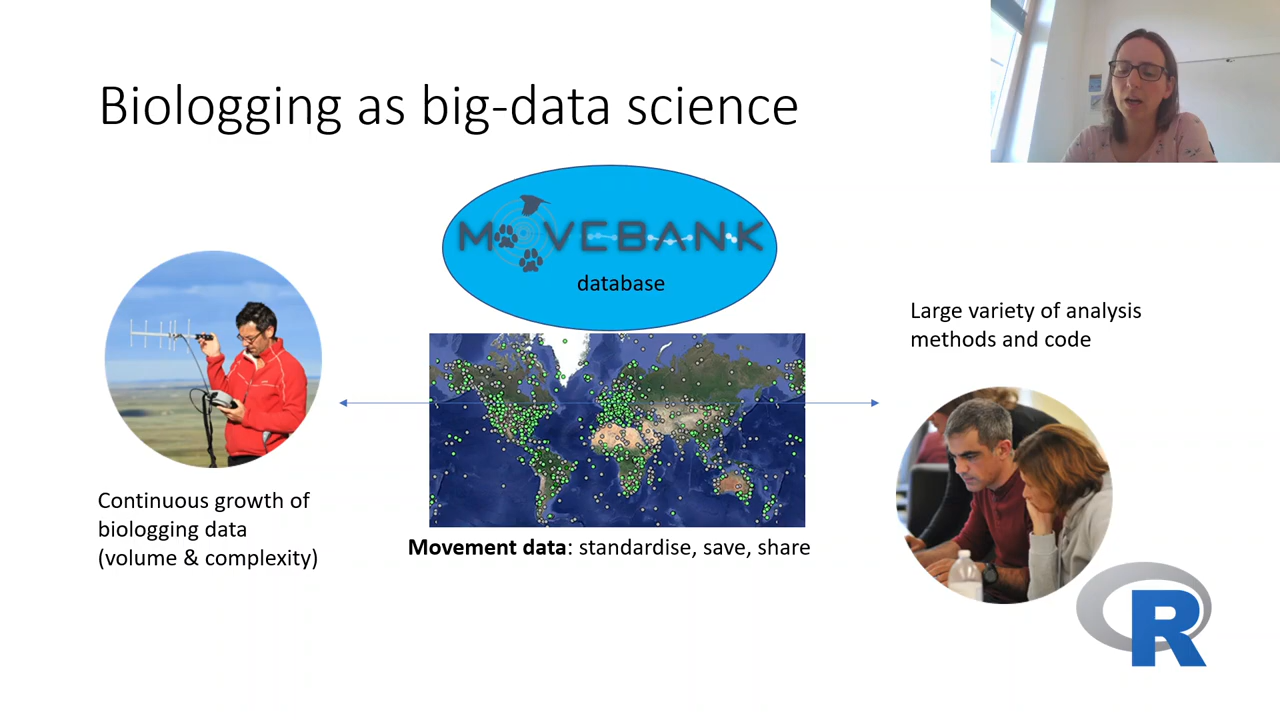 Biologging as big-data science
MOVEBANK
database
Large variety of analysis
methods and code
Continuous growth of
biologging data
(volume & complexity)
Movement data: standardise, save, share
R